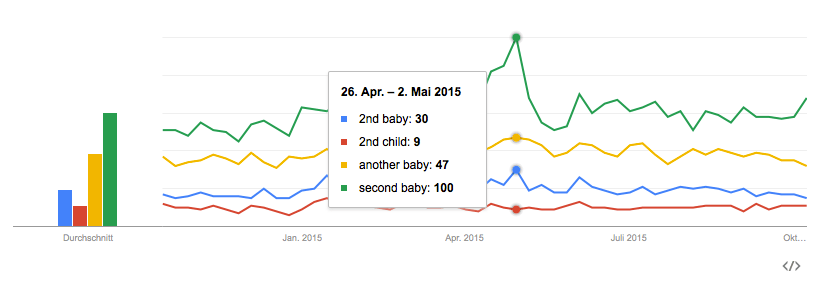 26. Apr. – 2. Mai 2015
2nd baby: 30
2nd child: 9
another baby: 47
second baby: 100
Durchschnitt
Jan. 2015
Apr. 2015
Juli 2015
Okt…
</>